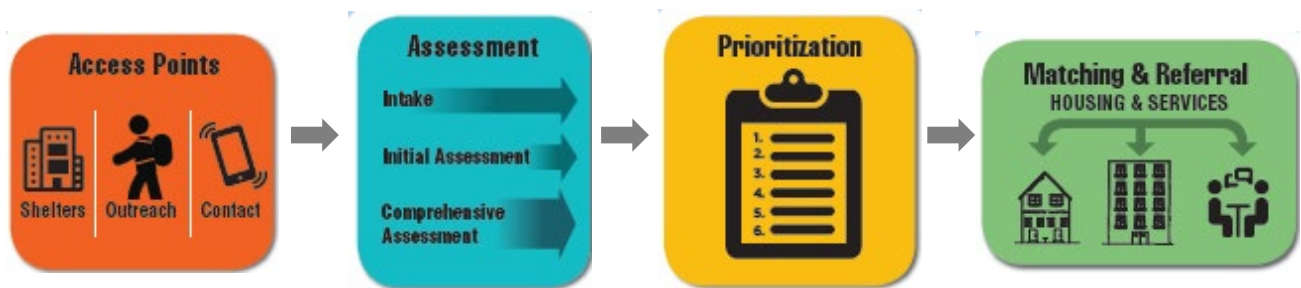 Access Points
Shelters
Outreach
Contact
Assessment
Intake
Initial Assessment
Comprehensive
Assessment
Prioritization
1.
2.
3.
4.
5.
6.
Matching & Referral
HOUSING & SERVICES